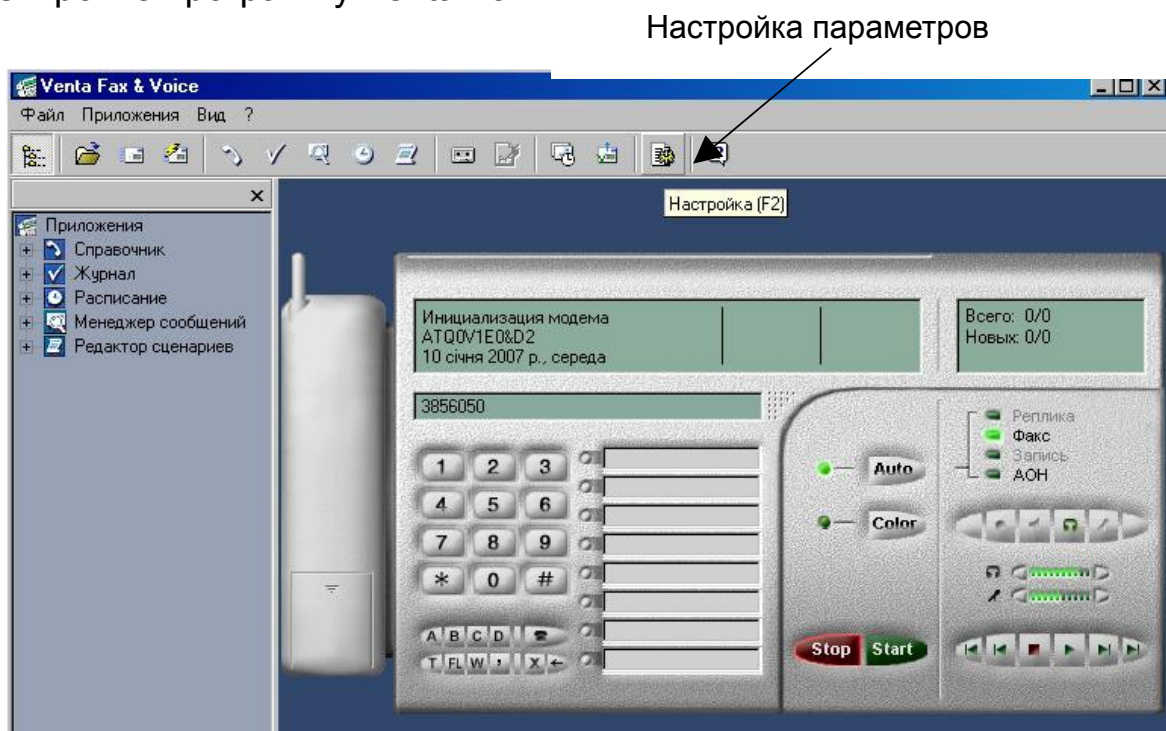 Настройка параметров
Venta Fax & Voice
Файл Приложения Вид ?
Настройка (F2)
Приложения
Справочник
Журнал
Расписание
Менеджер сообщений
Редактор сценариев
Инициализация модема
ATQ0V1E0&D2
10 січня 2007 р., середа
Всего: 0/0
Новых: 0/0
3856050
1 2 3
4 5 6
7 8 9
* 0 #
A B C D
T FL W , X
Auto
Color
Реплика
Факс
Запись
АОН
Stop Start